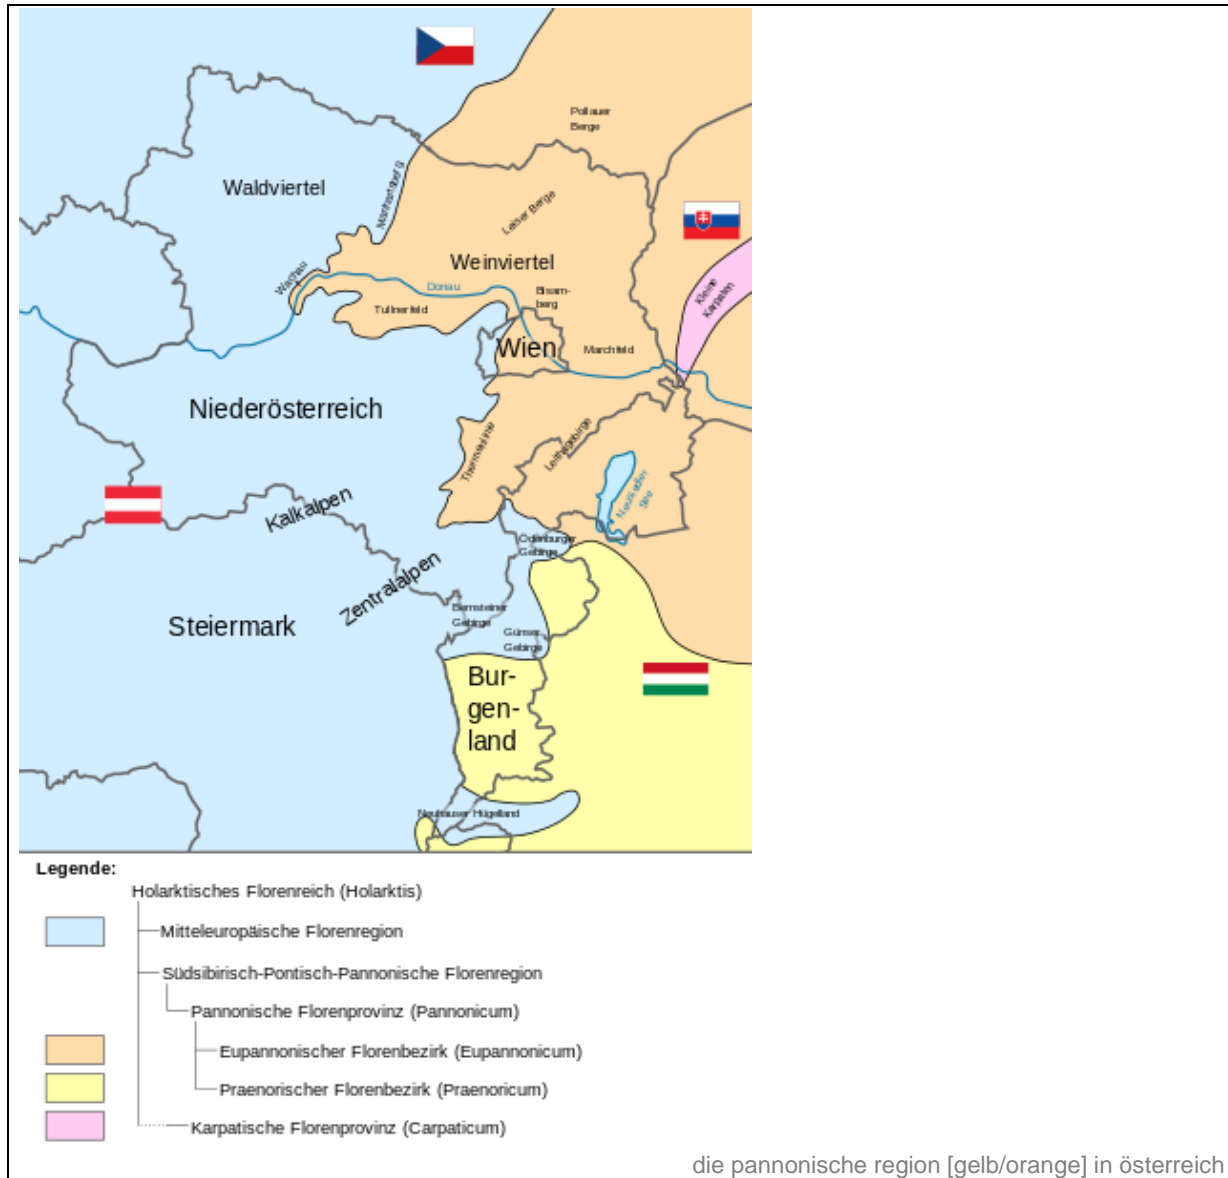 Pollauer
Berge
Waldviertel
Manhartsberg
Leiser Berge
Weinviertel
Wachau
Donau
Bisam-
berg
Kleine
Karpaten
Tullnerfeld
Wien
Marchfeld
Niederösterreich
Thermenlinie
Leithagebirge
Neusiedler
See
Kalkalpen
Ödenburger
Gebirge
Zentralalpen
Bernsteiner
Gebirge
Steiermark
Günser
Gebirge
Bur-
gen-
land
Neuhauser Hügelland
Legende:
Holarktisches Florenreich (Holarktis)
Mitteleuropäische Florenregion
Südsibirisch-Pontisch-Pannonische Florenregion
Pannonische Florenprovinz (Pannonicum)
Eupannonischer Florenbezirk (Eupannonicum)
Praenorischer Florenbezirk (Praenoricum)
Karpatische Florenprovinz (Carpaticum)
die pannonische region [gelb/orange] in österreich